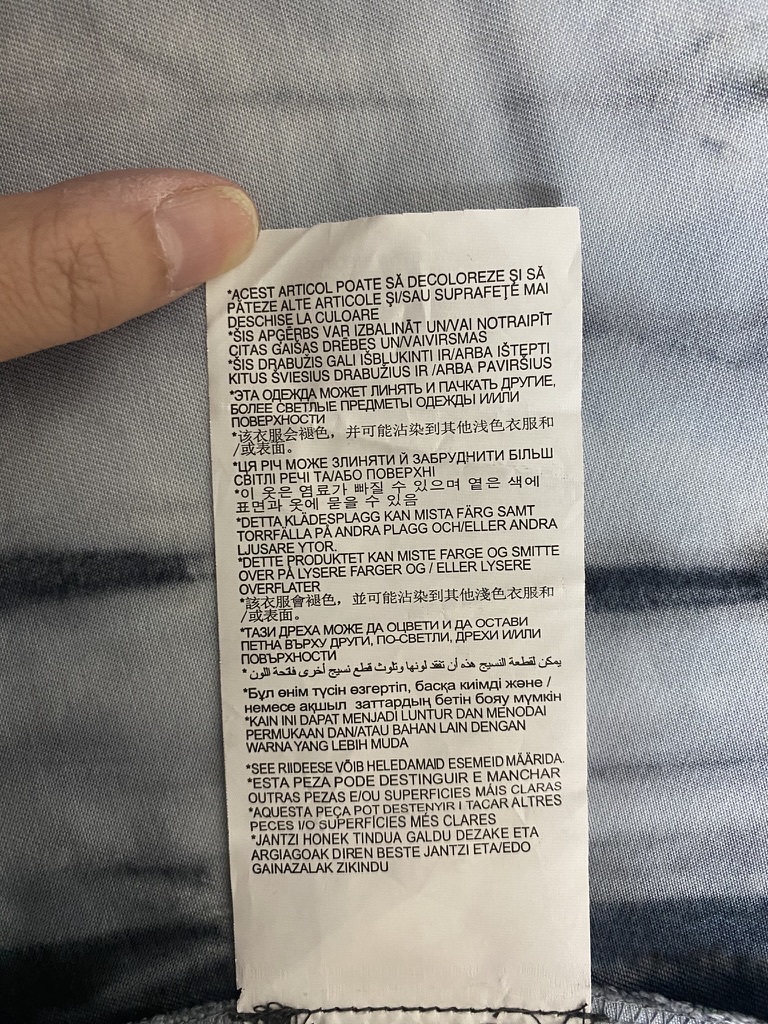 *ACEST ARTICOL POATE SĂ DECOLOREZE ŞI SĂ
PĂTEZE ALTE ARTICOLE ŞI/SAU SUPRAFEŢE MAI
DESCHISE LA CULOARE
*ŠIS APĢĒRBS VAR IZBALINĀT UN/VAI NOTRAIPĪT
CITAS GAIŠAS DRĒBES UN/VAIVIRSMAS
*ŠIS DRABUŽIS GALI IŠBLUKINTI IR/ARBA IŠTEPTI
KITUS ŠVIESIUS DRABUŽIUS IR /ARBA PAVIRŠIUS
*ЭТА ОДЕЖДА МОЖЕТ ЛИНЯТЬ И ПАЧКАТЬ ДРУГИЕ,
БОЛЕЕ СВЕТЛЫЕ ПРЕДМЕТЫ ОДЕЖДЫ И/ИЛИ
ПОВЕРХНОСТИ
*该衣服会褪色，并可能沾染到其他浅色衣服和
/或表面。
*ЦЯ РІЧ МОЖЕ ЗЛИНЯТИ Й ЗАБРУДНИТИ БІЛЬШ
СВІТЛІ РЕЧІ ТА/АБО ПОВЕРХНІ
*이 옷은 염료가 빠질 수 있으며 옅은 색에
표면과 옷에 묻을 수 있음
*DETTA KLÄDESPLAGG KAN MISTA FÄRG SAMT
TORRFÄLLA PÅ ANDRA PLAGG OCH/ELLER ANDRA
LJUSARE YTOR.
*DETTE PRODUKTET KAN MISTE FARGE OG SMITTE
OVER PÅ LYSERE FARGER OG / ELLER LYSERE
OVERFLATER
*該衣服會褪色，並可能沾染到其他淺色衣服和
/或表面。
*ТАЗИ ДРЕХА МОЖЕ ДА ОЦВЕТИ И ДА ОСТАВИ
ПЕТНА ВЪРХУ ДРУГИ, ПО-СВЕТЛИ, ДРЕХИ И/ИЛИ
ПОВЪРХНОСТИ
* يمكن لقطعة النسيج هذه أن تفقد لونها وتلوث قطع نسيج أخرى فاتحة اللون
*Бұл өнім түсін өзгертіп, басқа киімді және /
немесе ақшыл заттардың бетін бояу мүмкін
*KAIN INI DAPAT MENJADI LUNTUR DAN MENODAI
PERMUKAAN DAN/ATAU BAHAN LAIN DENGAN
WARNA YANG LEBIH MUDA
*SEE RIIDEESE VÕIB HELEDAMAID ESEMEID MÄÄRIDA.
*ESTA PEZA PODE DESTINGUIR E MANCHAR
OUTRAS PEZAS E/OU SUPERFICIES MÁIS CLARAS
*AQUESTA PEÇA POT DESTENYIR I TACAR ALTRES
PECES I/O SUPERFÍCIES MÉS CLARES
*JANTZI HONEK TINDUA GALDU DEZAKE ETA
ARGIAGOAK DIREN BESTE JANTZI ETA/EDO
GAINAZALAK ZIKINDU